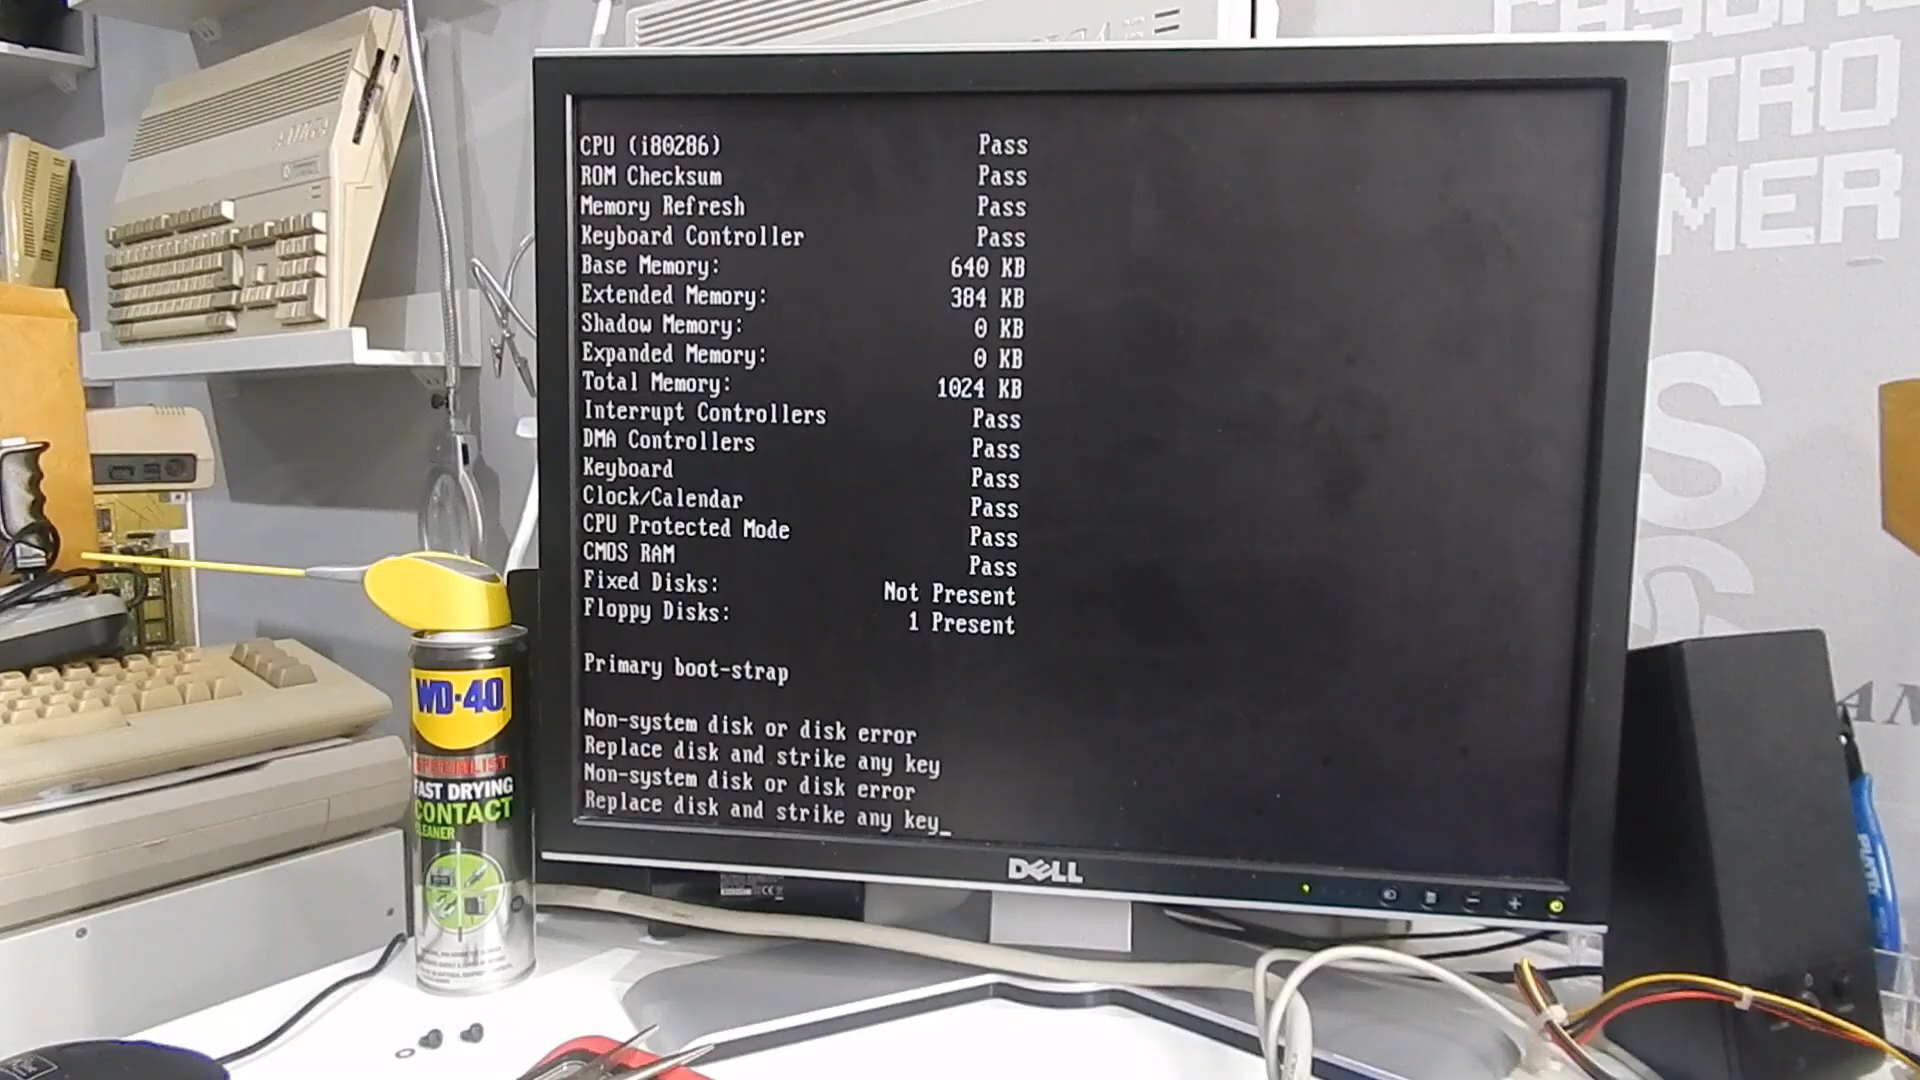 CPU (i80286) Pass
ROM Checksum Pass
Memory Refresh Pass
Keyboard Controller Pass
Base Memory: 640 KB
Extended Memory: 384 KB
Shadow Memory: 0 KB
Expanded Memory: 0 KB
Total Memory: 1024 KB
Interrupt Controllers Pass
DMA Controllers Pass
Keyboard Pass
Clock/Calendar Pass
CPU Protected Mode Pass
CMOS RAM Pass
Fixed Disks: Not Present
Floppy Disks: 1 Present
Primary boot-strap
Non-system disk or disk error
Replace disk and strike any key
Non-system disk or disk error
Replace disk and strike any key_
DELL
WD-40
SPECIALIST
FAST DRYING
CONTACT
CLEANER
AMIGA
TRO
MER
S